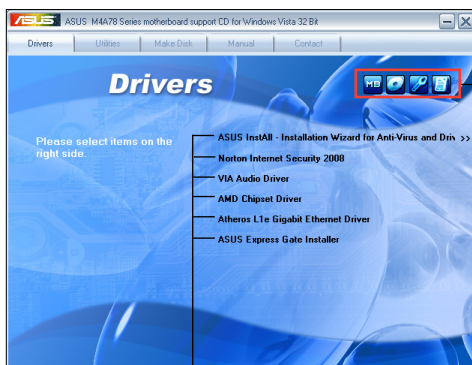 ASUS
ASUS M4A78 Series motherboard support CD for Windows Vista 32 Bit
Drivers
Utilities
Make Disk
Manual
Contact
Drivers
MB
Please select items on the
right side.
ASUS InstAll - Installation Wizard for Anti-Virus and Driv >>
Norton Internet Security 2008
VIA Audio Driver
AMD Chipset Driver
Atheros L1e Gigabit Ethernet Driver
ASUS Express Gate Installer